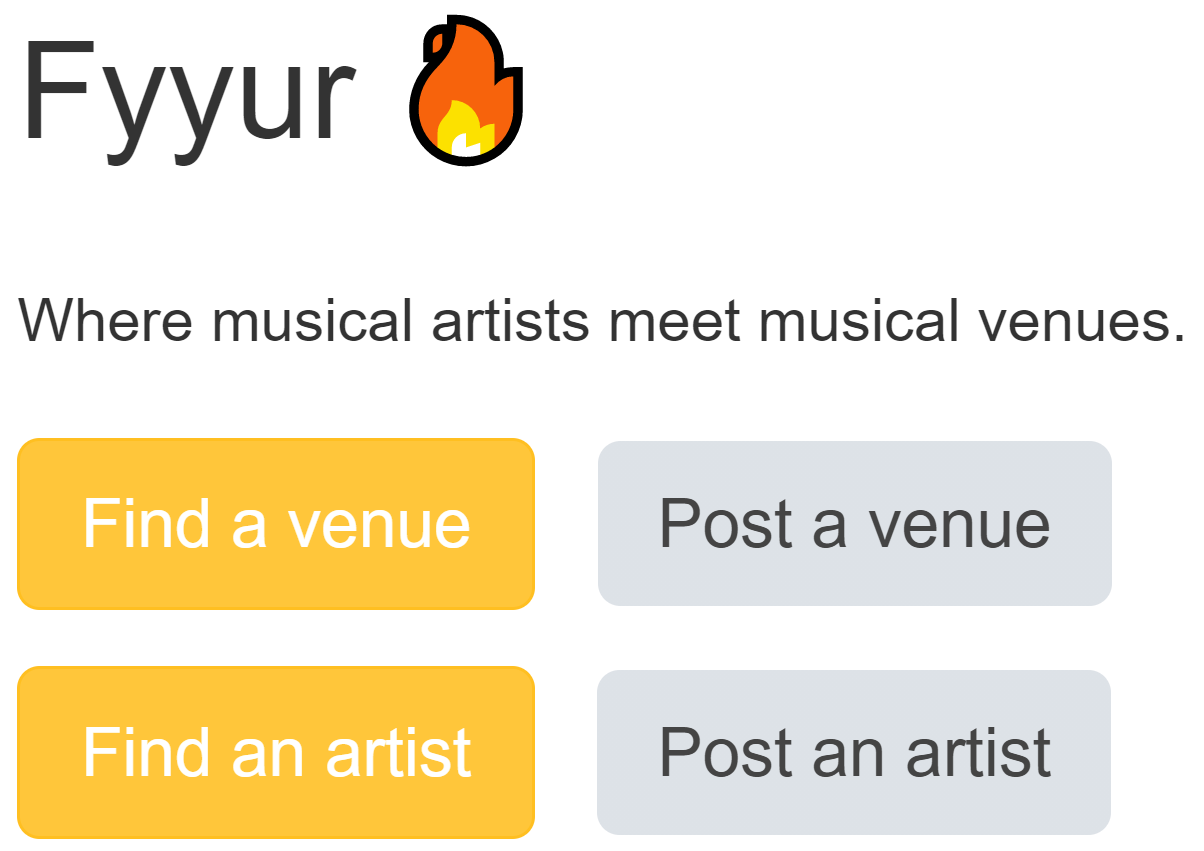 Fyyur 🔥
Where musical artists meet musical venues.
Find a venue
Post a venue
Find an artist
Post an artist